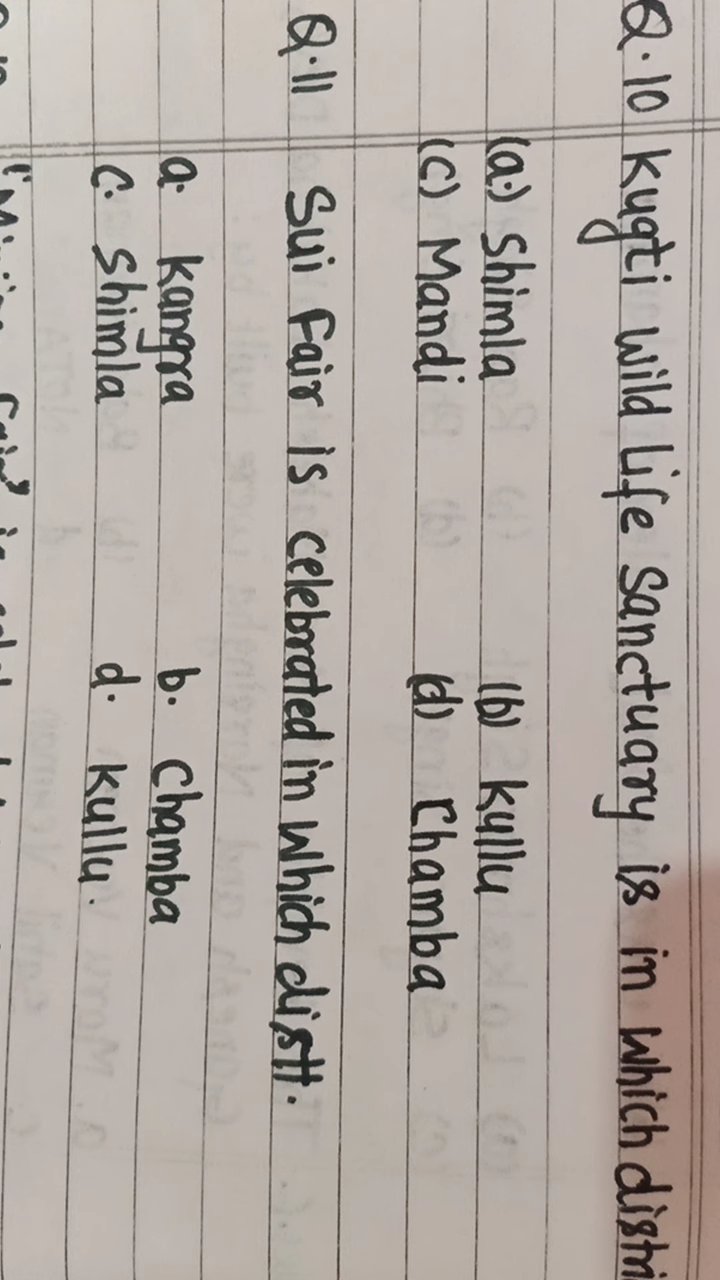 Q.10 Kugti Wild Life Sanctuary is in which distri
(a.) Shimla (b) Kullu
(c) Mandi (d) Chamba
Q.11 Sui Fair is celebrated in which distt.
a. Kangra b. Chamba
c. Shimla d. Kullu.